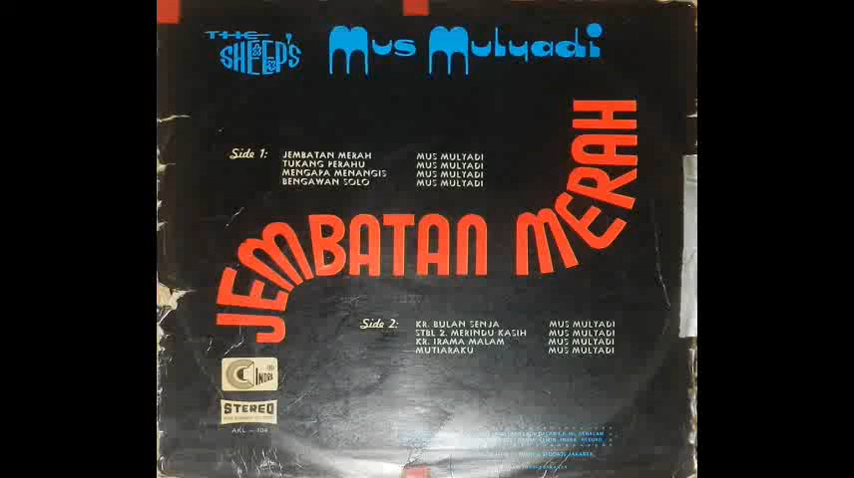 THE SHEEP'S
Mus Mulyadi
Side 1:
JEMBATAN MERAH MUS MULYADI
TUKANG PERAHU MUS MULYADI
MENGAPA MENANGIS MUS MULYADI
BENGAWAN SOLO MUS MULYADI
JEMBATAN MERAH
Side 2:
KR. BULAN SENJA MUS MULYADI
STBL 2. MERINDU KASIH MUS MULYADI
KR. IRAMA MALAM MUS MULYADI
MUTIARAKU MUS MULYADI
INDRA
STEREO
AKL - 104